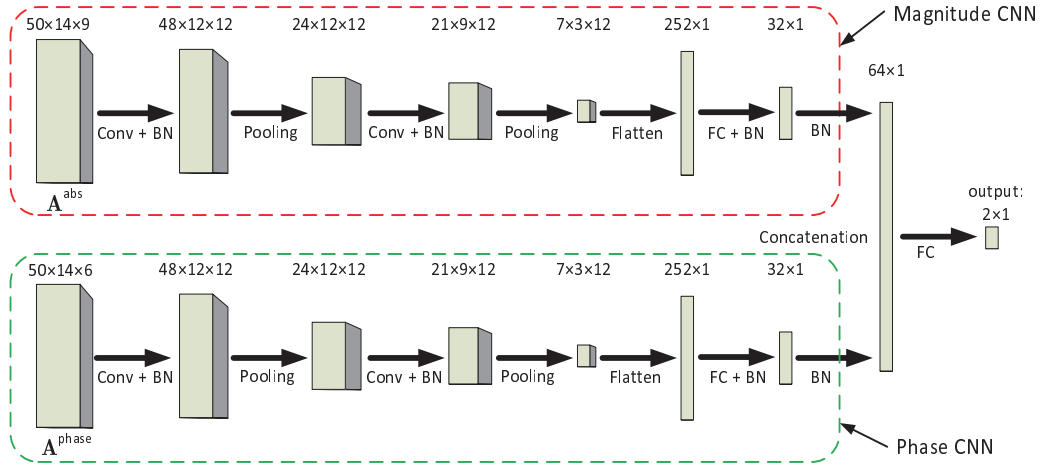 Magnitude CNN
50×14×9 48×12×12 24×12×12 21×9×12 7×3×12 252×1 32×1
64×1
Conv + BN Pooling Conv + BN Pooling Flatten FC + BN BN
A^abs
output:
2×1
Concatenation
FC
50×14×6 48×12×12 24×12×12 21×9×12 7×3×12 252×1 32×1
Conv + BN Pooling Conv + BN Pooling Flatten FC + BN BN
A^phase
Phase CNN